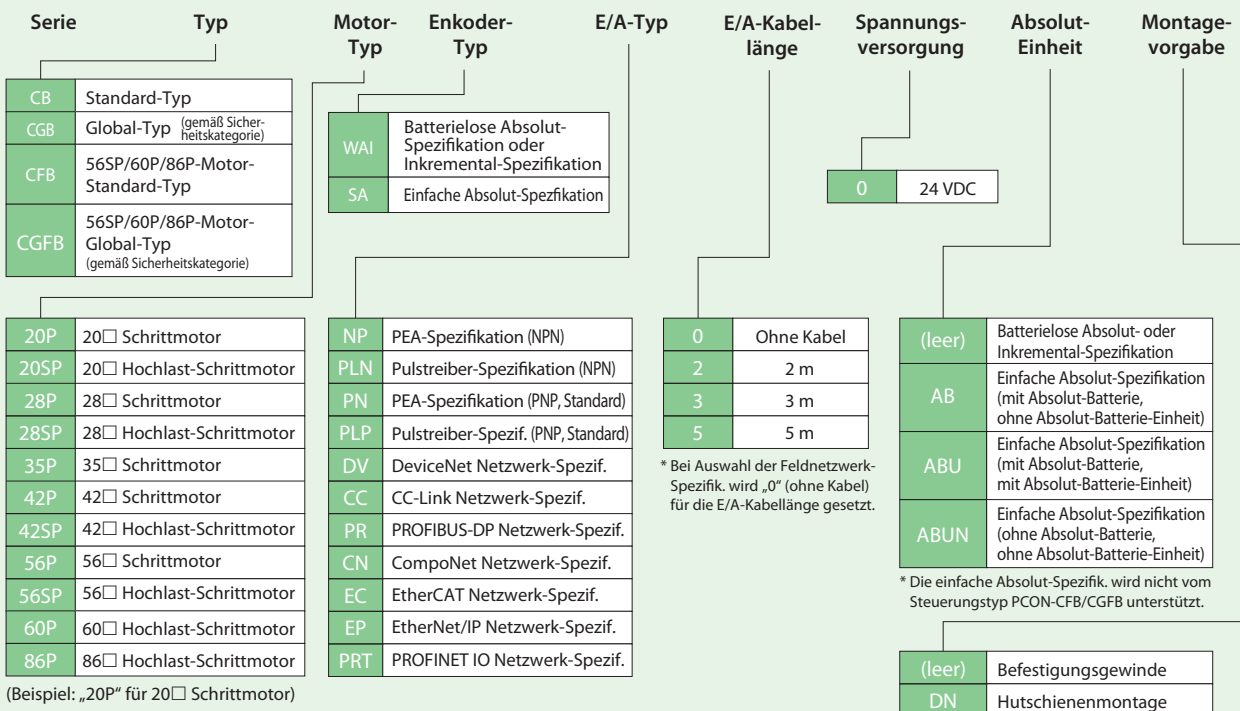 Serie Typ Motor-Typ Enkoder-Typ E/A-Typ E/A-Kabellänge Spannungsversorgung Absolut-Einheit Montagevorgabe
CB Standard-Typ
CGB Global-Typ (gemäß Sicherheitskategorie)
CFB 56SP/60P/86P-Motor-
Standard-Typ
CGFB 56SP/60P/86P-Motor-
Global-Typ
(gemäß Sicherheitskategorie)
WAI Batterielose Absolut-
Spezifikation oder
Inkremental-Spezifikation
SA Einfache Absolut-Spezfikation
0 24 VDC
20P 20□ Schrittmotor
20SP 20□ Hochlast-Schrittmotor
28P 28□ Schrittmotor
28SP 28□ Hochlast-Schrittmotor
35P 35□ Schrittmotor
42P 42□ Schrittmotor
42SP 42□ Hochlast-Schrittmotor
56P 56□ Schrittmotor
56SP 56□ Hochlast-Schrittmotor
60P 60□ Hochlast-Schrittmotor
86P 86□ Hochlast-Schrittmotor
(Beispiel: „20P“ für 20□ Schrittmotor)
NP PEA-Spezifikation (NPN)
PLN Pulstreiber-Spezifikation (NPN)
PN PEA-Spezifikation (PNP, Standard)
PLP Pulstreiber-Spezif. (PNP, Standard)
DV DeviceNet Netzwerk-Spezif.
CC CC-Link Netzwerk-Spezif.
PR PROFIBUS-DP Netzwerk-Spezif.
CN CompoNet Netzwerk-Spezif.
EC EtherCAT Netzwerk-Spezif.
EP EtherNet/IP Netzwerk-Spezif.
PRT PROFINET IO Netzwerk-Spezif.
0 Ohne Kabel
2 2 m
3 3 m
5 5 m
* Bei Auswahl der Feldnetzwerk-
Spezifik. wird „0“ (ohne Kabel)
für die E/A-Kabellänge gesetzt.
(leer) Batterielose Absolut- oder
Inkremental-Spezifikation
AB Einfache Absolut-Spezifikation
(mit Absolut-Batterie,
ohne Absolut-Batterie-Einheit)
ABU Einfache Absolut-Spezifikation
(mit Absolut-Batterie,
mit Absolut-Batterie-Einheit)
ABUN Einfache Absolut-Spezifikation
(ohne Absolut-Batterie,
ohne Absolut-Batterie-Einheit)
* Die einfache Absolut-Spezifik. wird nicht vom
Steuerungstyp PCON-CFB/CGFB unterstützt.
(leer) Befestigungsgewinde
DN Hutschienenmontage